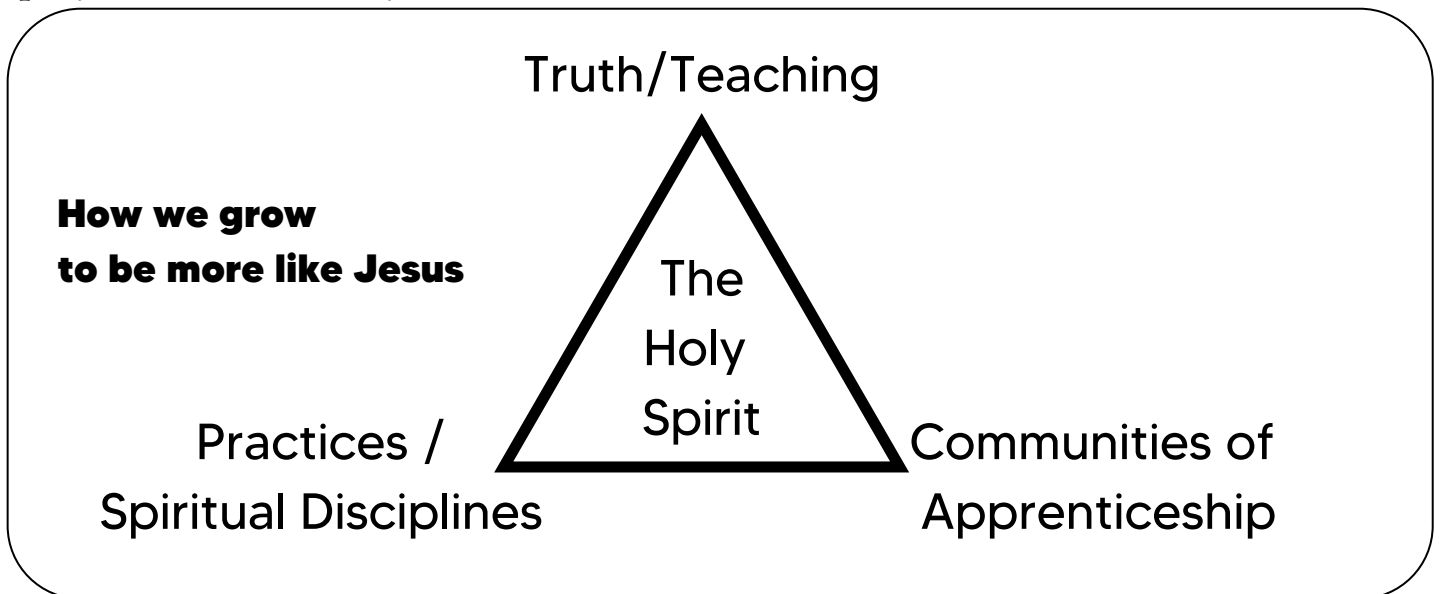 Truth/Teaching
How we grow
to be more like Jesus
The
Holy
Spirit
Practices /
Spiritual Disciplines
Communities of
Apprenticeship